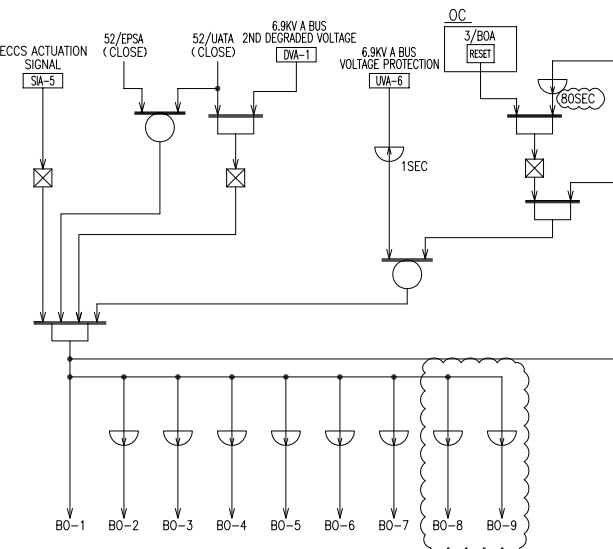 OC
3/BOA
RESET
80SEC
ECCS ACTUATION
SIGNAL
SIA-5
52/EPSA
(CLOSE)
52/UATA
(CLOSE)
6.9KV A BUS
2ND DEGRADED VOLTAGE
DVA-1
6.9KV A BUS
VOLTAGE PROTECTION
UVA-6
1SEC
BO-1 BO-2 BO-3 BO-4 BO-5 BO-6 BO-7 BO-8 BO-9